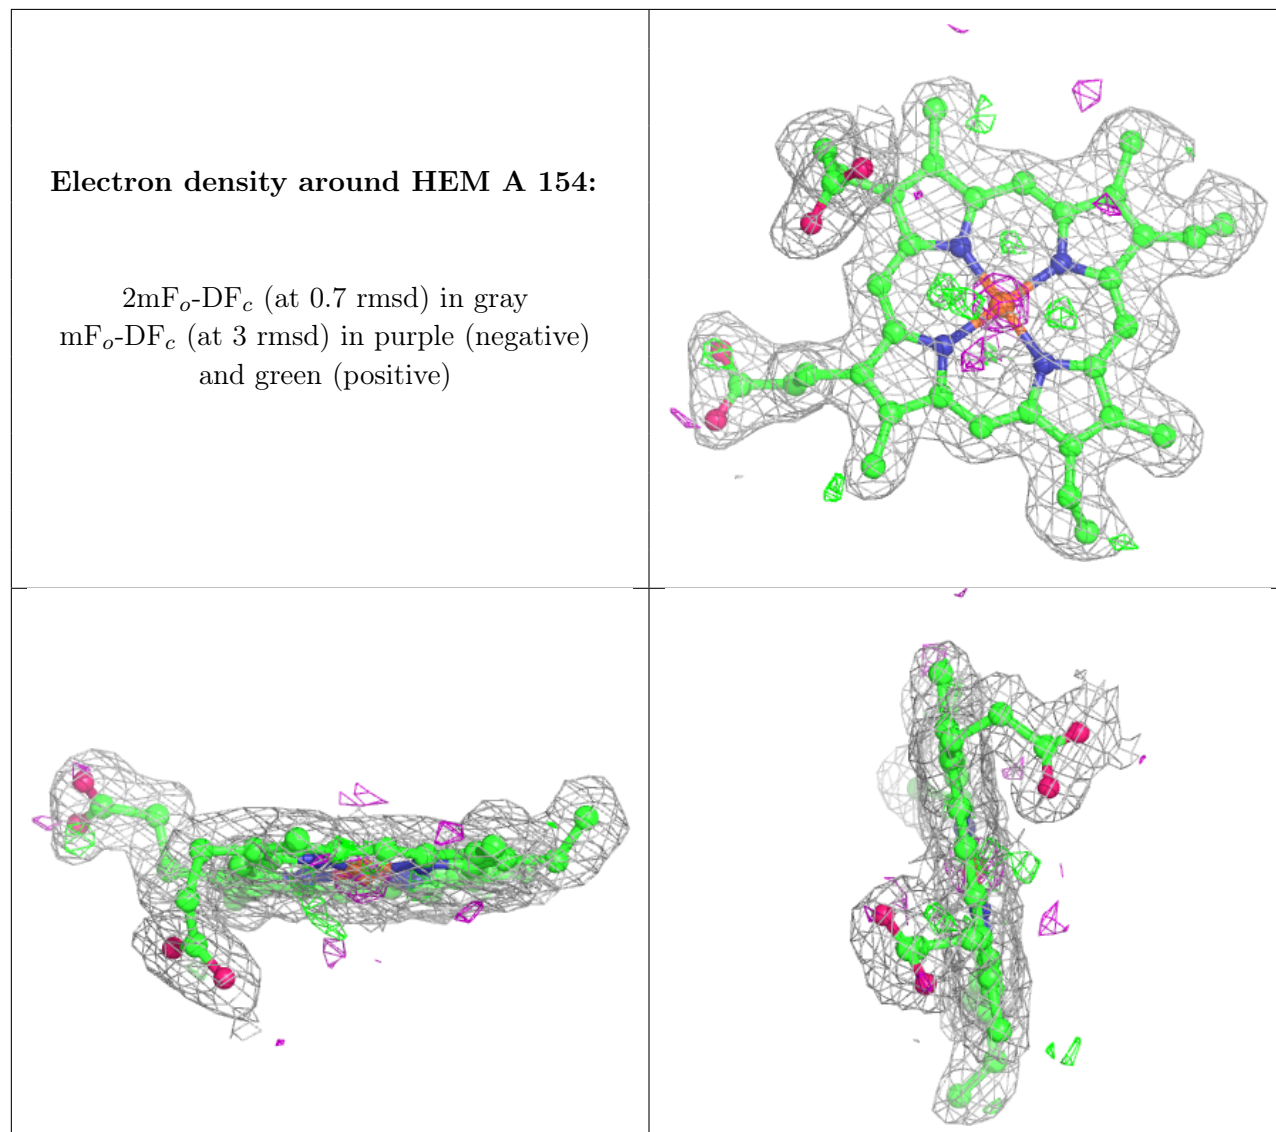 Electron density around HEM A 154:
2mFₒ-DF𝑐 (at 0.7 rmsd) in gray
mFₒ-DF𝑐 (at 3 rmsd) in purple (negative)
and green (positive)